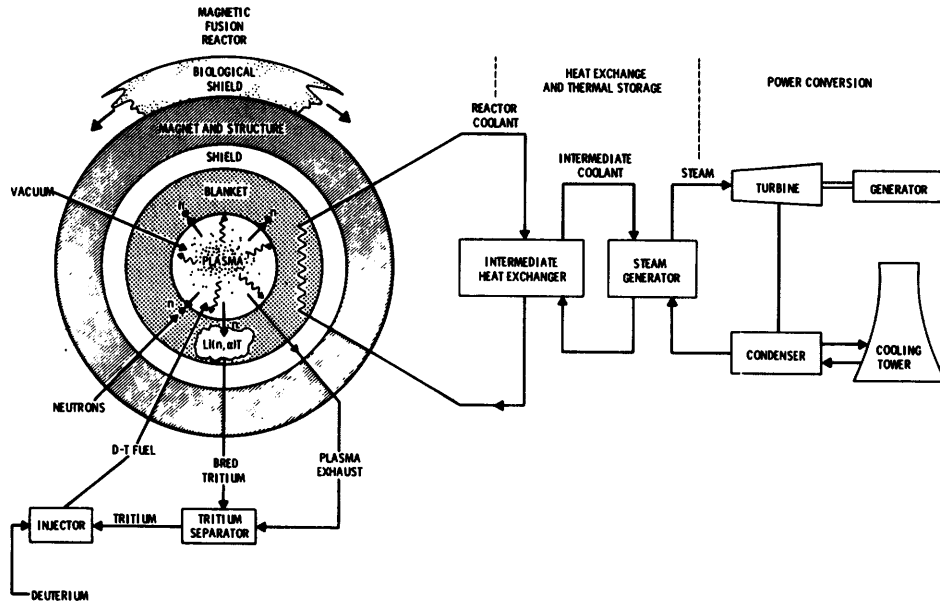 MAGNETIC
FUSION
REACTOR
BIOLOGICAL
SHIELD
MAGNET AND STRUCTURE
SHIELD
BLANKET
VACUUM
n
n
PLASMA
n
n
Li(n, α)T
NEUTRONS
D-T FUEL
BRED
TRITIUM
PLASMA
EXHAUST
INJECTOR
TRITIUM
TRITIUM
SEPARATOR
DEUTERIUM
REACTOR
COOLANT
HEAT EXCHANGE
AND THERMAL STORAGE
INTERMEDIATE
COOLANT
INTERMEDIATE
HEAT EXCHANGER
STEAM
GENERATOR
POWER CONVERSION
STEAM
TURBINE
GENERATOR
CONDENSER
COOLING
TOWER